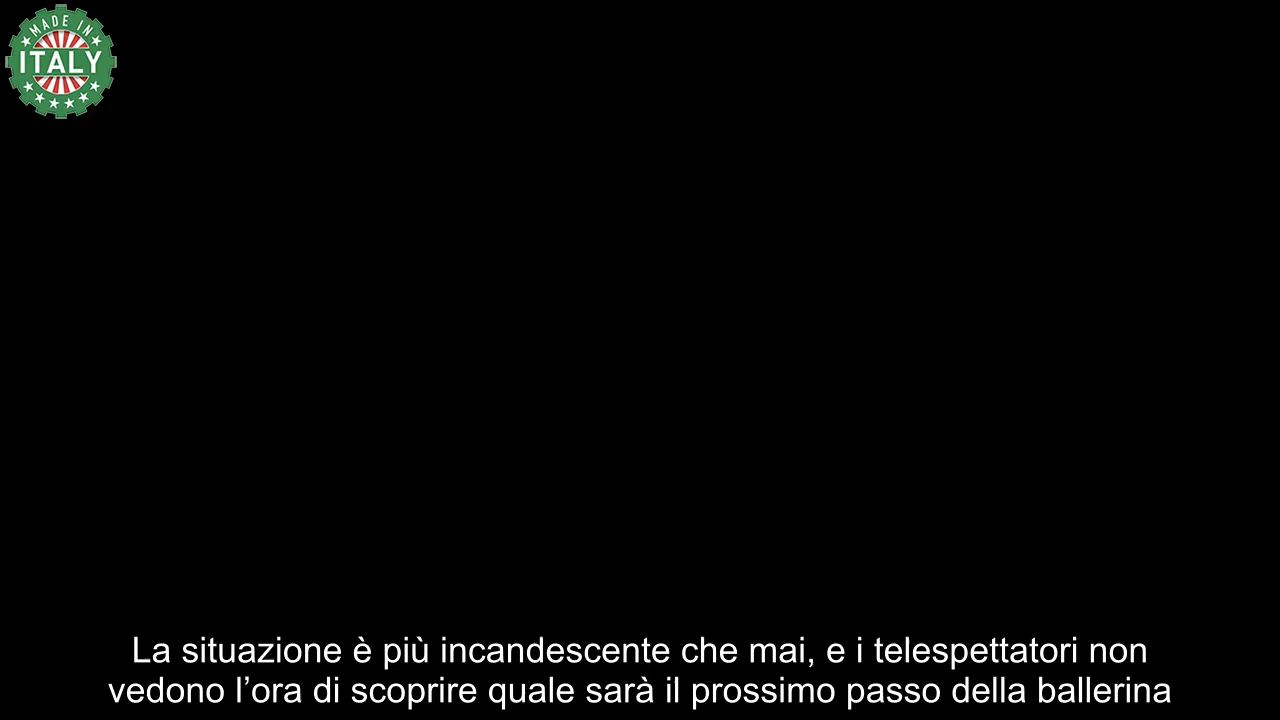 MADE IN
ITALY
La situazione è più incandescente che mai, e i telespettatori non
vedono l’ora di scoprire quale sarà il prossimo passo della ballerina